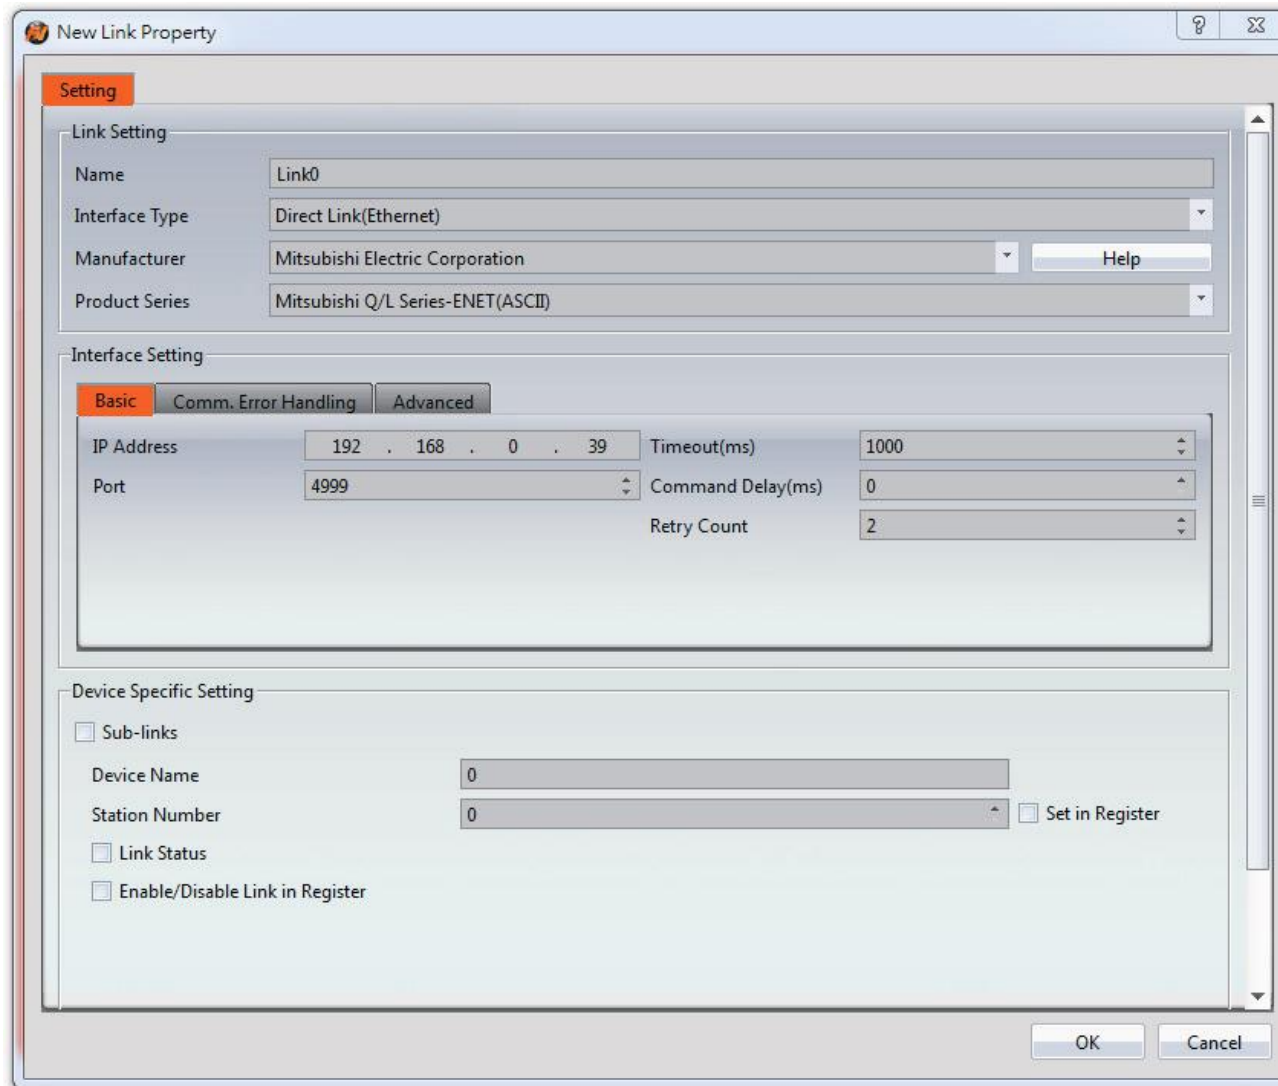 New Link Property
Setting
Link Setting
Name Link0
Interface Type Direct Link(Ethernet)
Manufacturer Mitsubishi Electric Corporation Help
Product Series Mitsubishi Q/L Series-ENET(ASCII)
Interface Setting
Basic Comm. Error Handling Advanced
IP Address 192 . 168 . 0 . 39 Timeout(ms) 1000
Port 4999 Command Delay(ms) 0
Retry Count 2
Device Specific Setting
Sub-links
Device Name 0
Station Number 0 Set in Register
Link Status
Enable/Disable Link in Register
OK Cancel